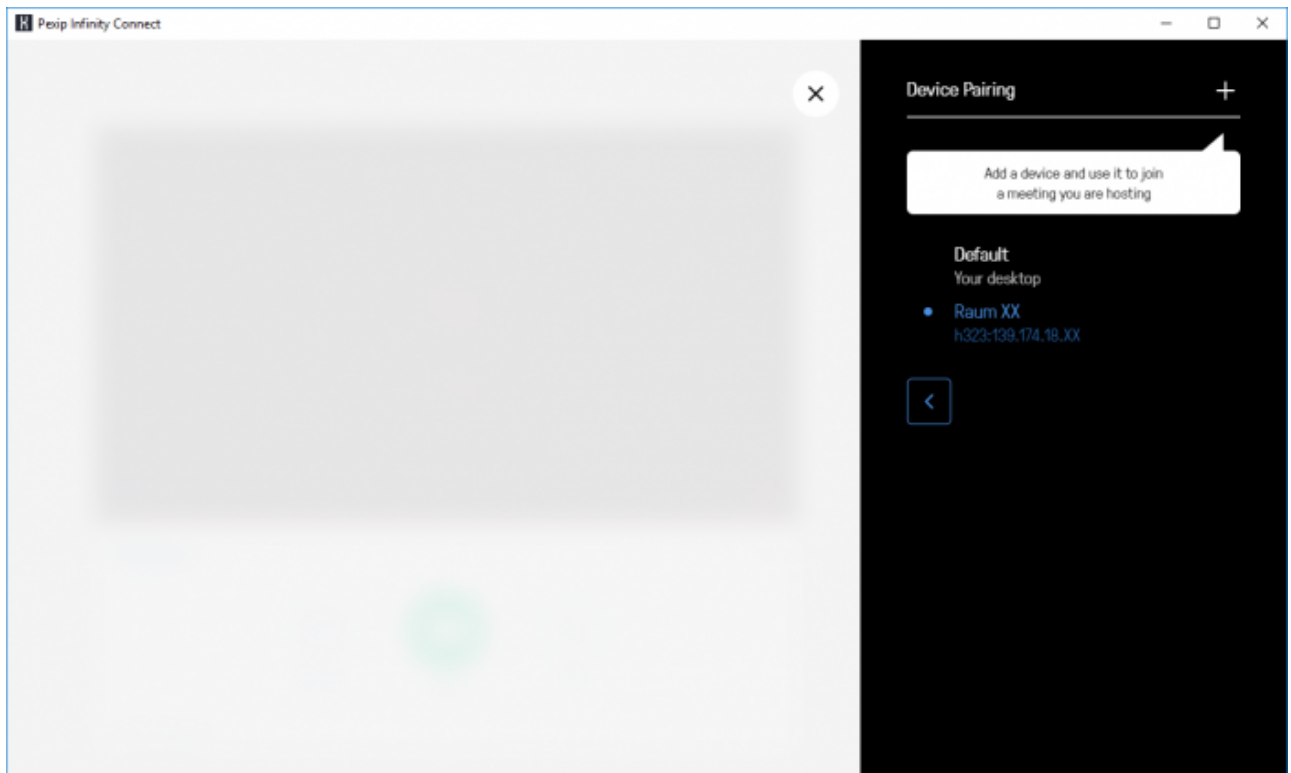 Pexip Infinity Connect
Device Pairing
Add a device and use it to join
a meeting you are hosting
Default
Your desktop
Raum XX
h323:139.174.18.XX